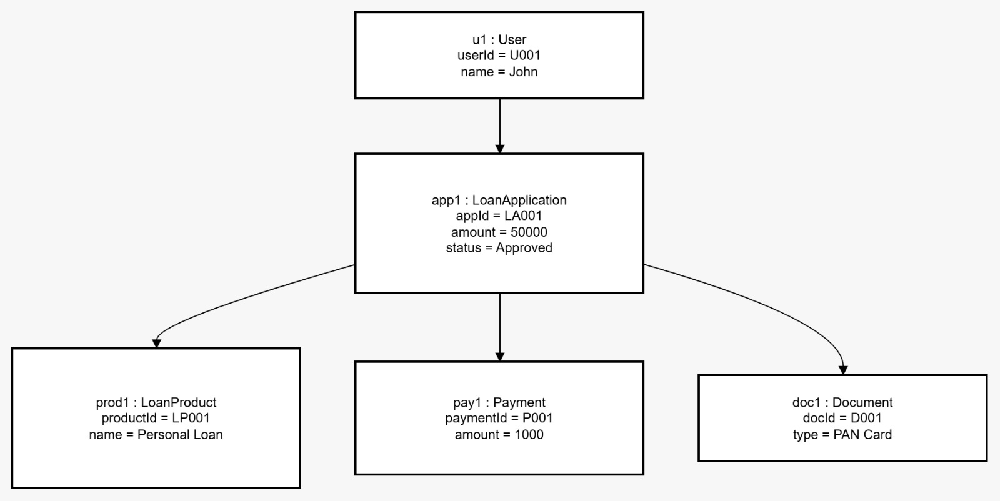 u1 : User
userId = U001
name = John
app1 : LoanApplication
appId = LA001
amount = 50000
status = Approved
prod1 : LoanProduct
productId = LP001
name = Personal Loan
pay1 : Payment
paymentId = P001
amount = 1000
doc1 : Document
docId = D001
type = PAN Card